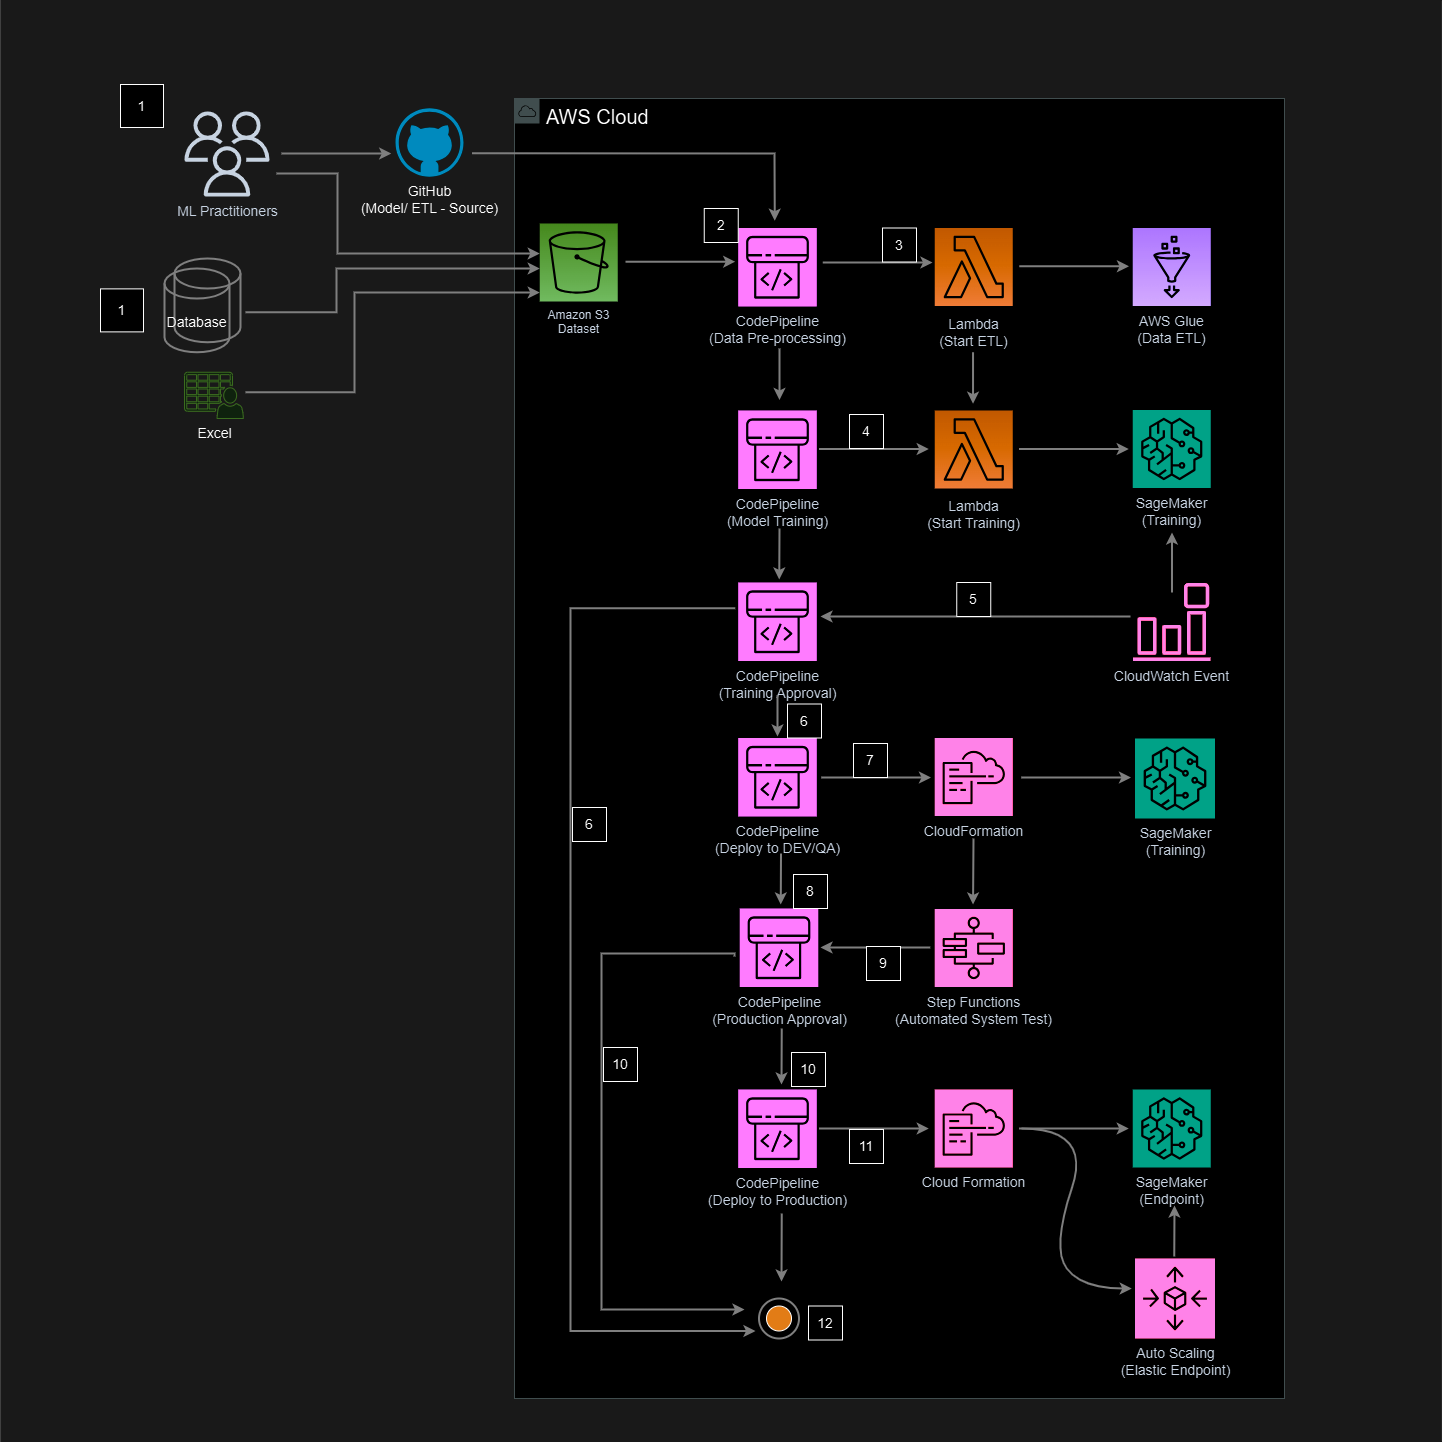 1
AWS Cloud
GitHub
(Model/ ETL - Source)
ML Practitioners
2
3
1
Database
Amazon S3
Dataset
CodePipeline
(Data Pre-processing)
Lambda
(Start ETL)
AWS Glue
(Data ETL)
Excel
4
CodePipeline
(Model Training)
Lambda
(Start Training)
SageMaker
(Training)
5
CodePipeline
(Training Approval)
CloudWatch Event
6
7
6
CodePipeline
(Deploy to DEV/QA)
CloudFormation
SageMaker
(Training)
8
9
CodePipeline
(Production Approval)
Step Functions
(Automated System Test)
10
10
11
CodePipeline
(Deploy to Production)
Cloud Formation
SageMaker
(Endpoint)
12
Auto Scaling
(Elastic Endpoint)